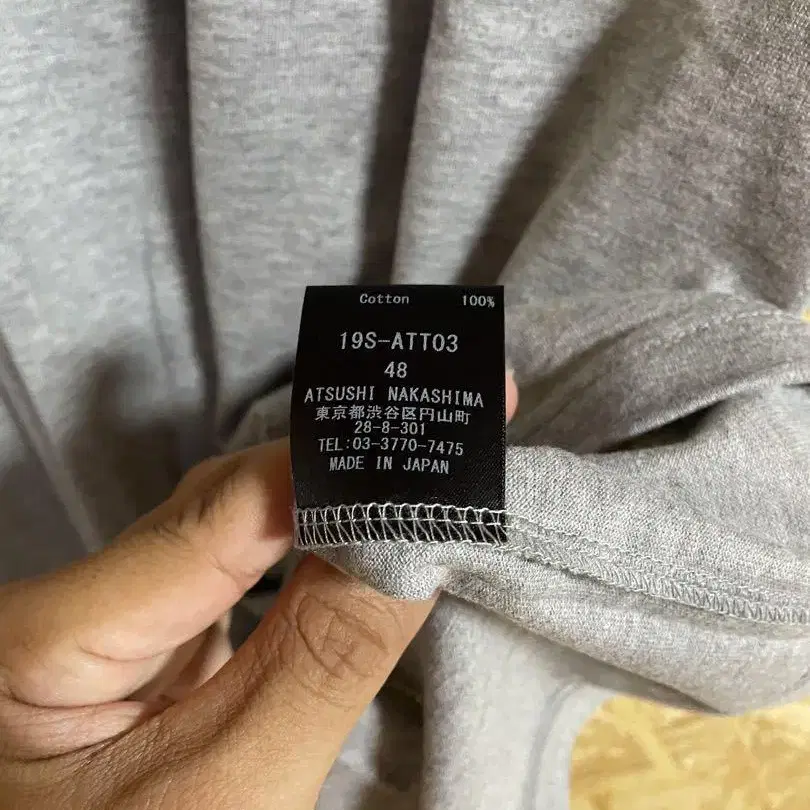 Cotton 100%
19S-ATT03
48
ATSUSHI NAKASHIMA
東京都渋谷区円山町
28-8-301
TEL:03-3770-7475
MADE IN JAPAN